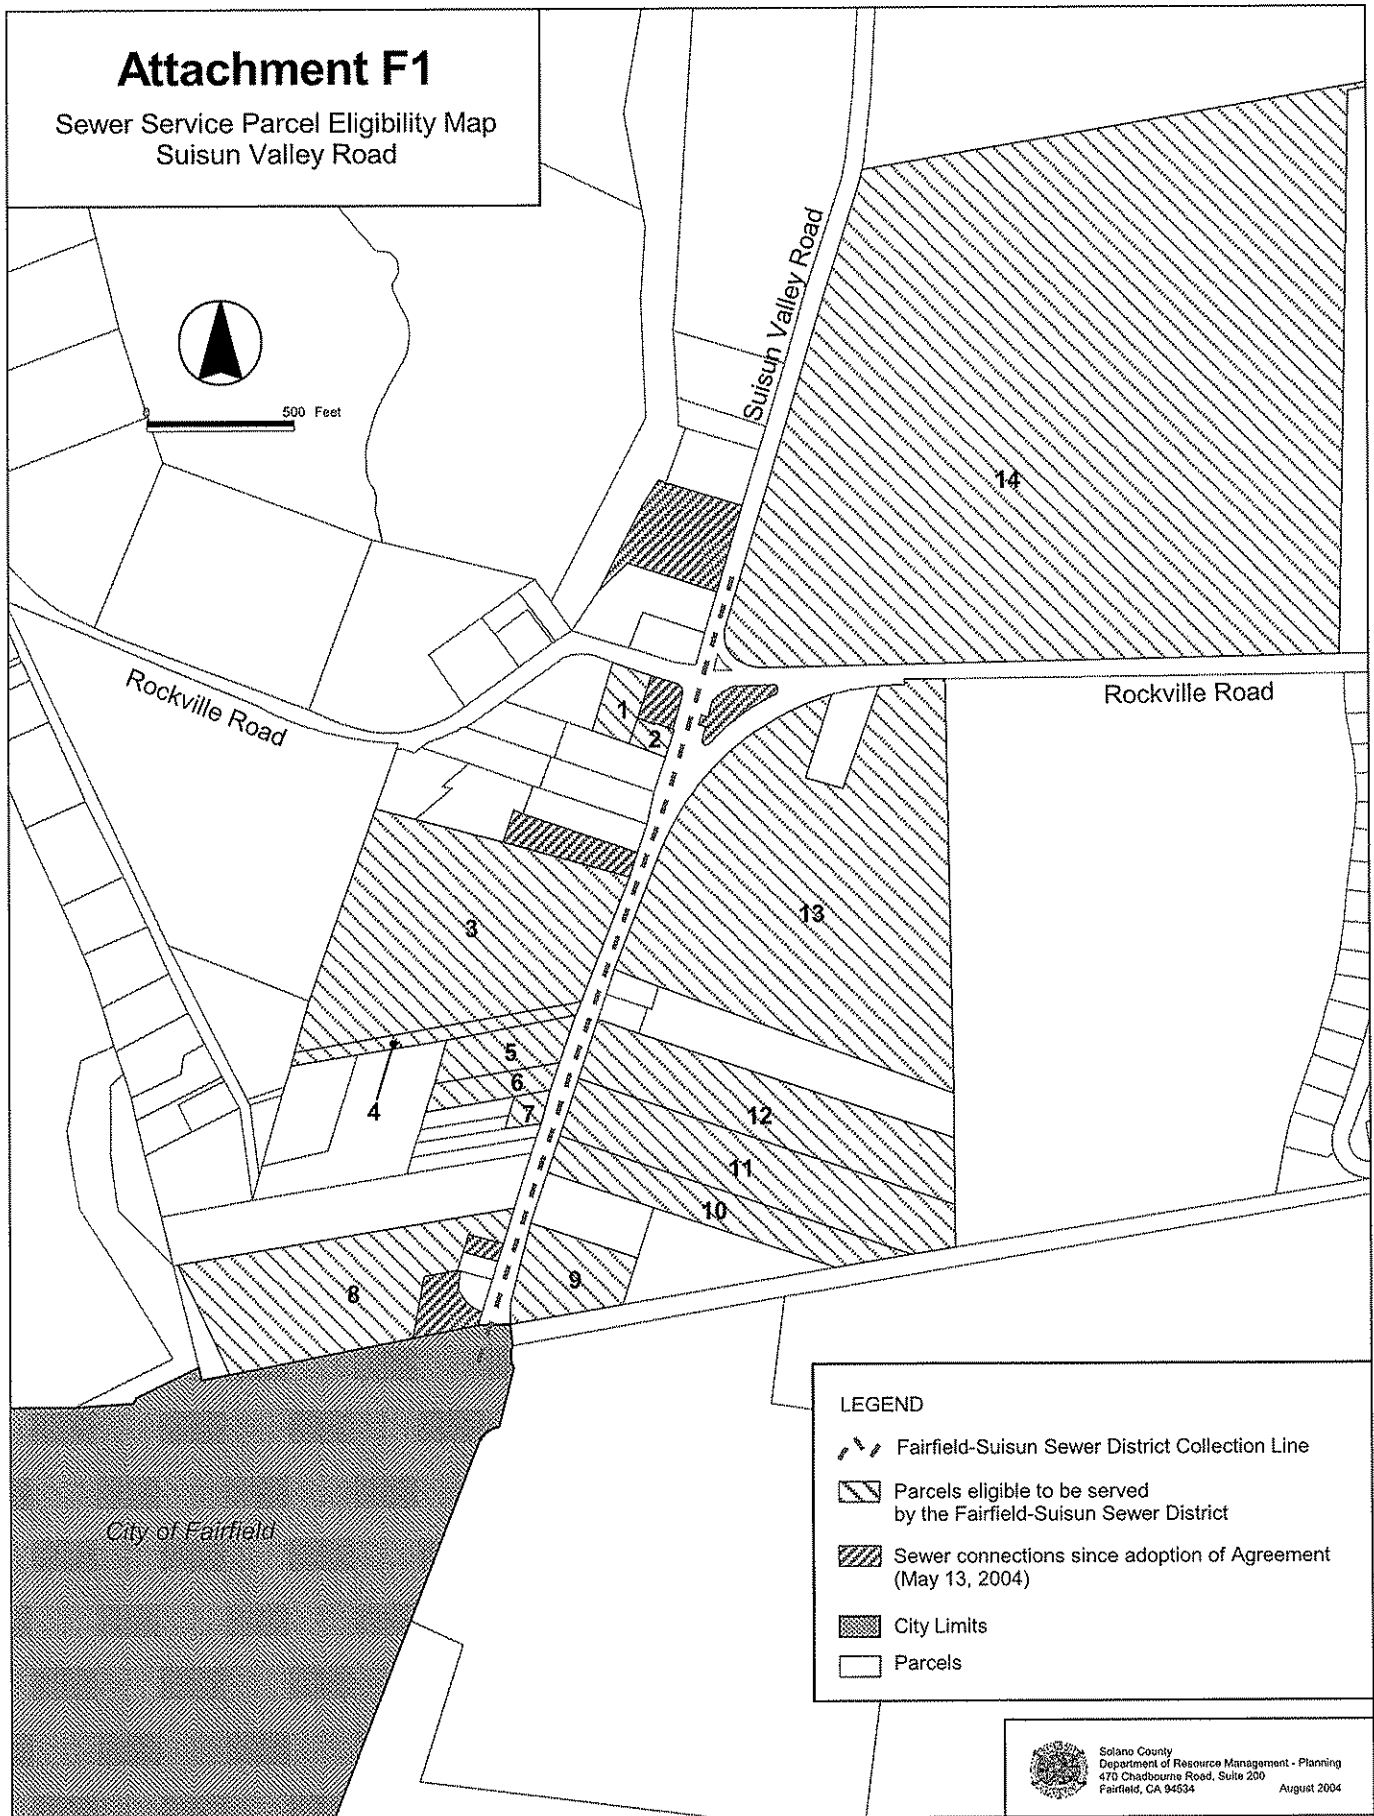 Attachment F1
Sewer Service Parcel Eligibility Map
Suisun Valley Road
500 Feet
Suisun Valley Road
14
Rockville Road
Rockville Road
1
2
3
13
4
5
6
7
12
11
10
9
8
City of Fairfield
LEGEND
Fairfield-Suisun Sewer District Collection Line
Parcels eligible to be served
by the Fairfield-Suisun Sewer District
Sewer connections since adoption of Agreement
(May 13, 2004)
City Limits
Parcels
Solano County
Department of Resource Management - Planning
470 Chadbourne Road, Suite 200
Fairfield, CA 94534 August 2004